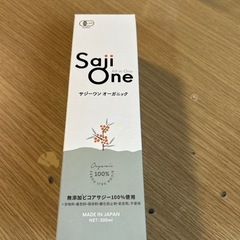 Saji
One
サジーワン オーガニック
Organic
100%
無添加ピコアサジー100%使用
MADE IN JAPAN
NET: 300ml